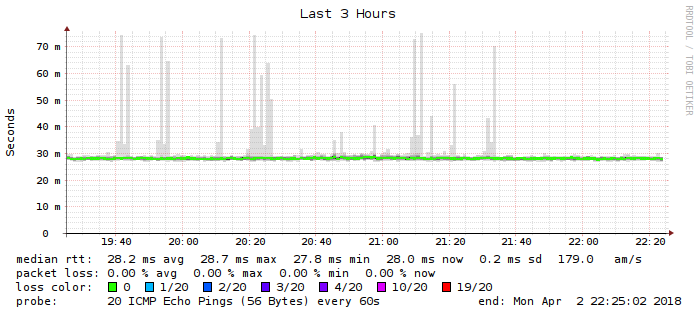 Last 3 Hours
RRDTOOL / TOBI OETIKER
Seconds
70 m
60 m
50 m
40 m
30 m
20 m
10 m
0
19:40 20:00 20:20 20:40 21:00 21:20 21:40 22:00 22:20
median rtt: 28.2 ms avg 28.7 ms max 27.8 ms min 28.0 ms now 0.2 ms sd 179.0 am/s
packet loss: 0.00 % avg 0.00 % max 0.00 % min 0.00 % now
loss color: 0 1/20 2/20 3/20 4/20 10/20 19/20
probe: 20 ICMP Echo Pings (56 Bytes) every 60s end: Mon Apr 2 22:25:02 2018